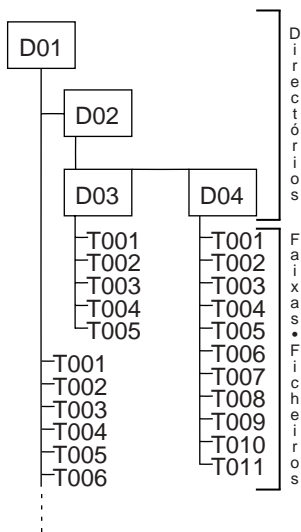 D01
D02
D03 D04
T001
T002
T003
T004
T005
T001
T002
T003
T004
T005
T006
T007
T008
T009
T010
T011
T001
T002
T003
T004
T005
T006
Directórios
Faixas•Ficheiros